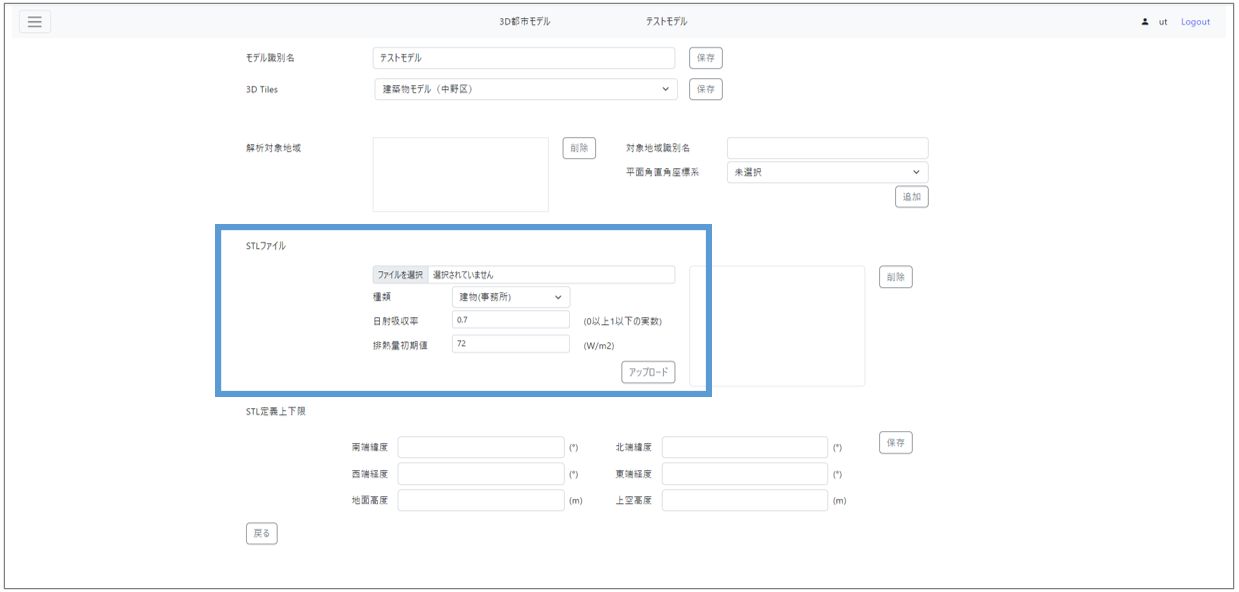 3D都市モデル テストモデル ut Logout
モデル識別名 テストモデル 保存
3D Tiles 建築物モデル（中野区） 保存
解析対象地域 削除 対象地域識別名
平面角直角座標系 未選択
追加
STLファイル
ファイルを選択 選択されていません 削除
種類 建物(事務所)
日射吸収率 0.7 (0以上1以下の実数)
排熱量初期値 72 (W/m2)
アップロード
STL定義上下限
南端緯度 (°) 北端緯度 (°) 保存
西端経度 (°) 東端経度 (°)
地面高度 (m) 上空高度 (m)
戻る